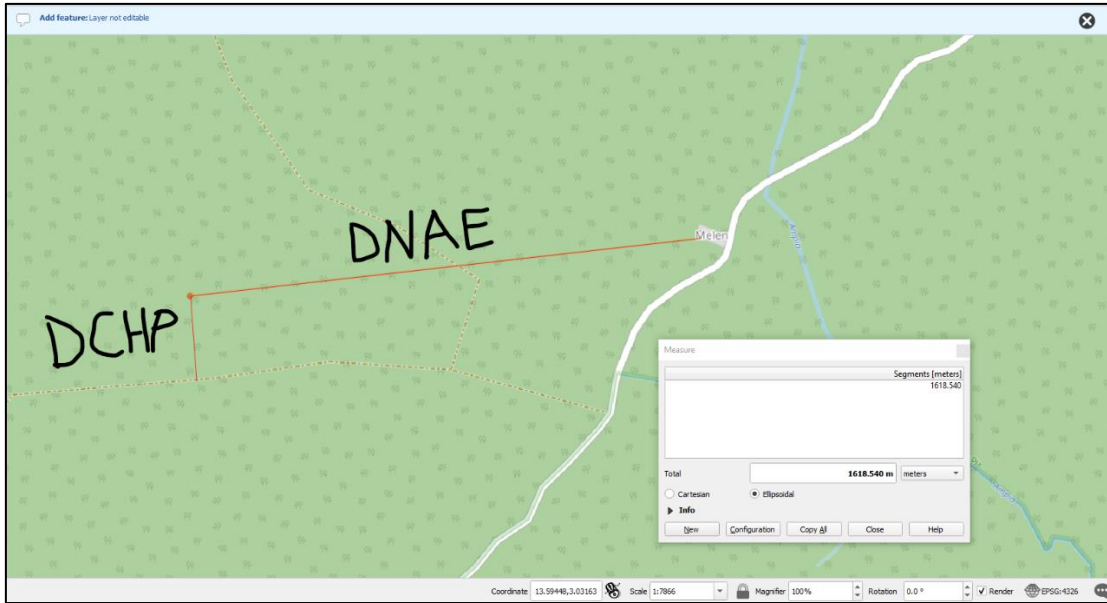 Add feature: Layer not editable
DNAE
Melen
Ampio
DCHP
Measure
Segments [meters]
1618.540
Total 1618.540 m meters
Cartesian Ellipsoidal
Info
New Configuration Copy All Close Help
Coordinate 13.59448,3.03163 Scale 1:7866 Magnifier 100% Rotation 0.0 ° Render EPSG:4326